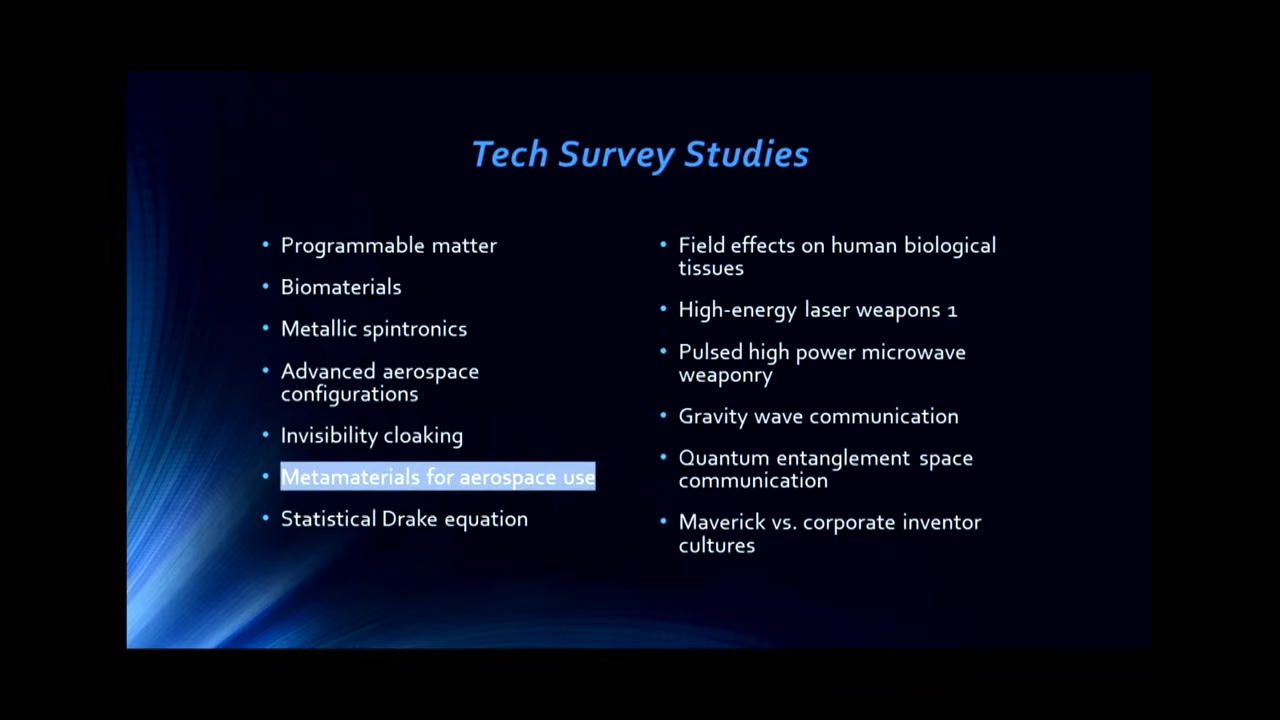 Tech Survey Studies
• Programmable matter
• Biomaterials
• Metallic spintronics
• Advanced aerospace
configurations
• Invisibility cloaking
• Metamaterials for aerospace use
• Statistical Drake equation
• Field effects on human biological
tissues
• High-energy laser weapons 1
• Pulsed high power microwave
weaponry
• Gravity wave communication
• Quantum entanglement space
communication
• Maverick vs. corporate inventor
cultures